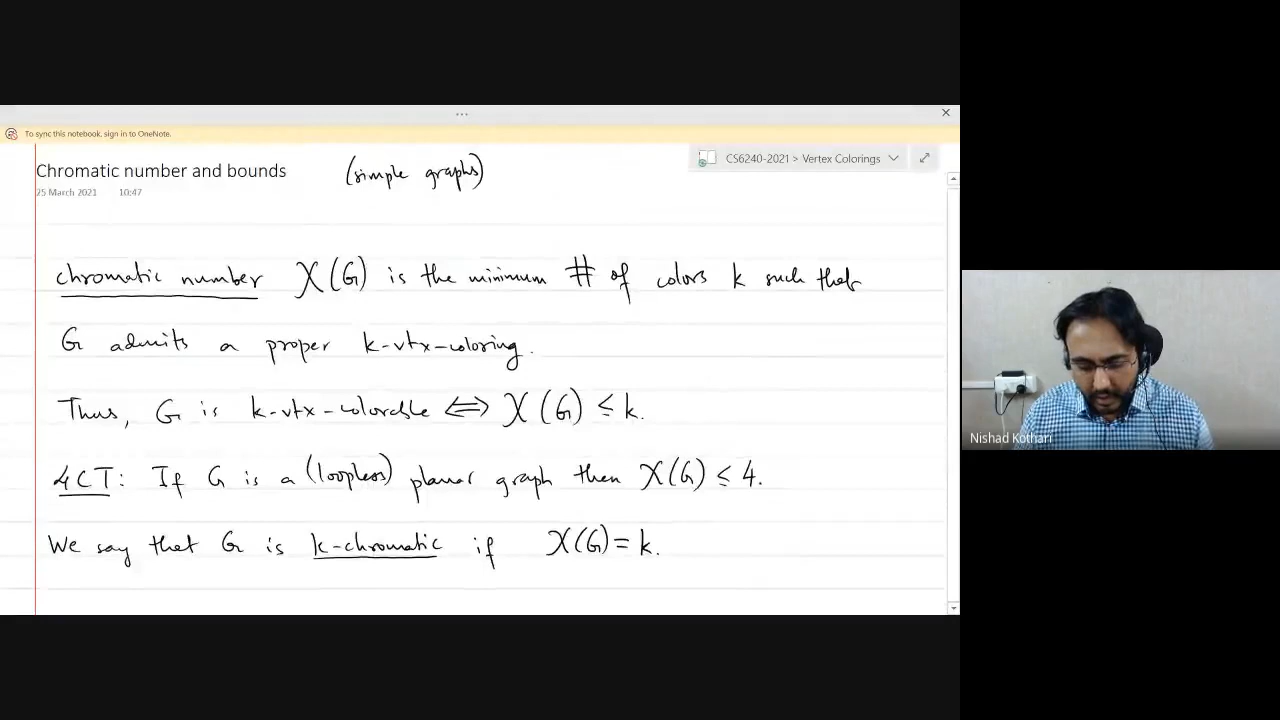 To sync this notebook, sign in to OneNote.
Chromatic number and bounds (simple graphs)
CS6240-2021 > Vertex Colorings
25 March 2021 10:47
chromatic number χ(G) is the minimum # of colors k such that
G admits a proper k-vtx-coloring.
Thus, G is k-vtx-colorable ⟺ χ(G) ≤ k.
4CT: If G is a (loopless) planar graph then χ(G) ≤ 4.
We say that G is k-chromatic if χ(G) = k.
Nishad Kothari